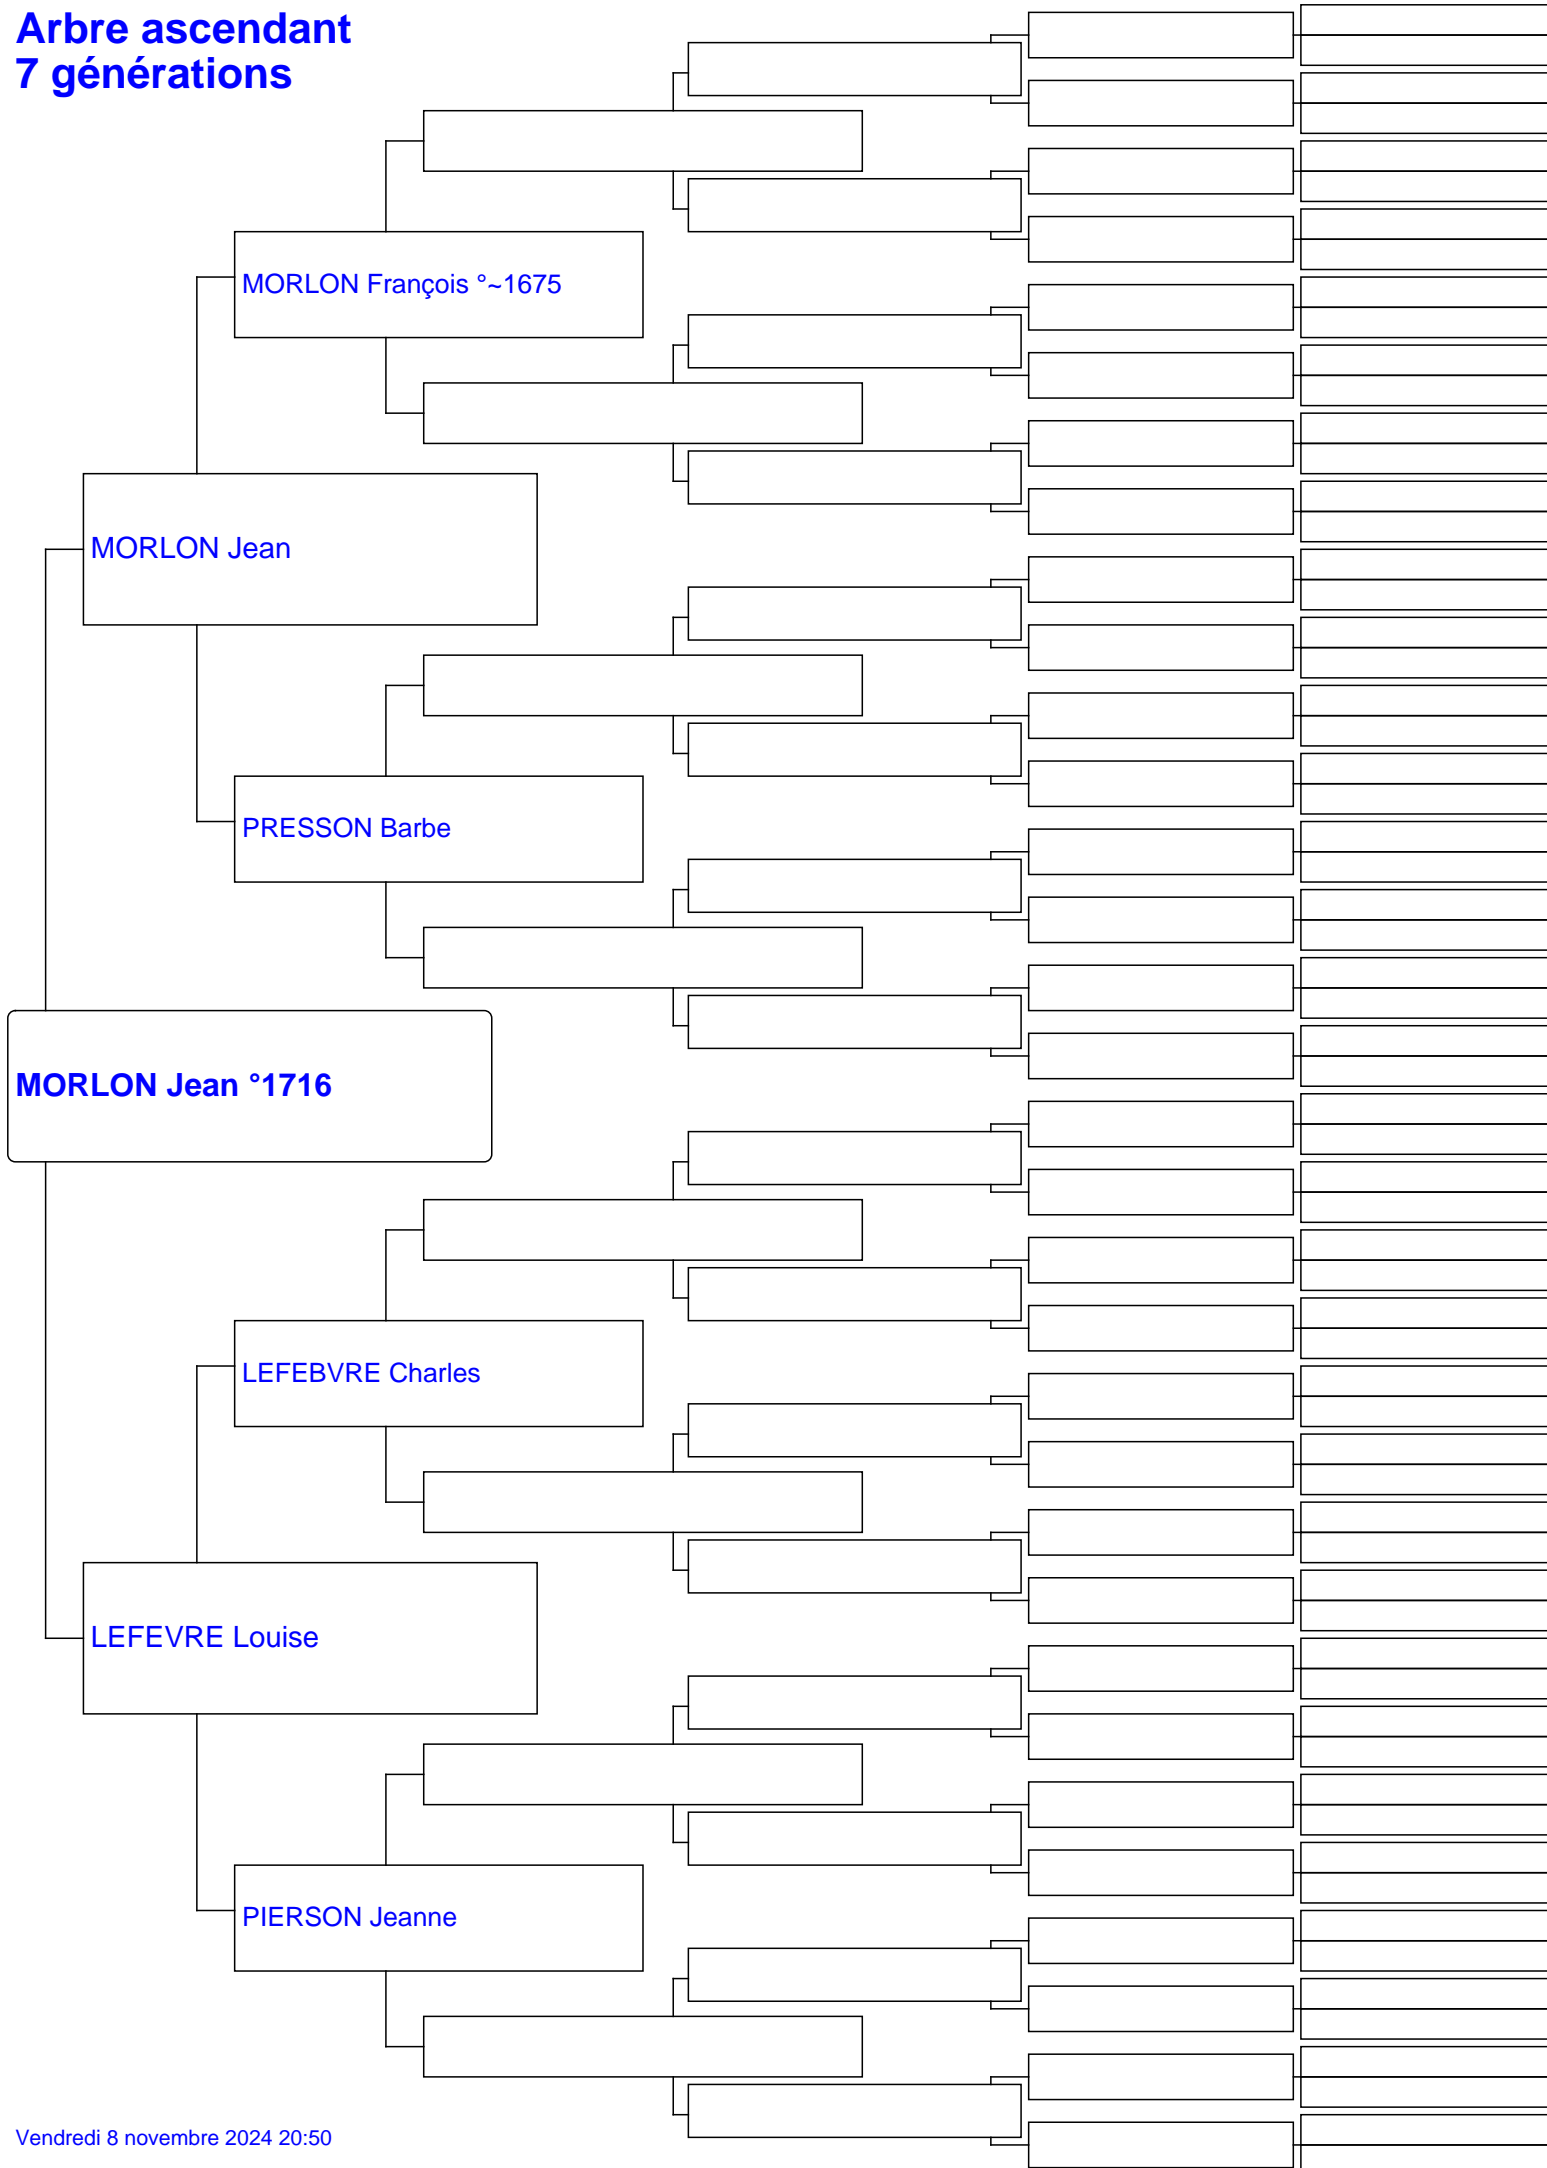 Arbre ascendant
7 générations
MORLON François °~1675
MORLON Jean
PRESSON Barbe
MORLON Jean °1716
LEFEBVRE Charles
LEFEVRE Louise
PIERSON Jeanne
Vendredi 8 novembre 2024 20:50